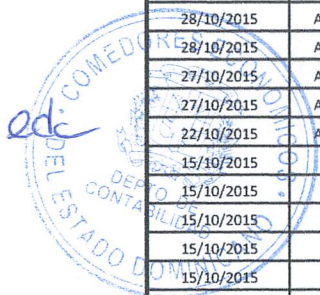 28/10/2015 A
28/10/2015 A
27/10/2015 A
27/10/2015 A
22/10/2015 A
15/10/2015
15/10/2015
15/10/2015
15/10/2015
15/10/2015
edc
COMEDORES ECONOMICOS
DEL ESTADO DOMINICANO
DEPTO DE
CONTABILIDAD